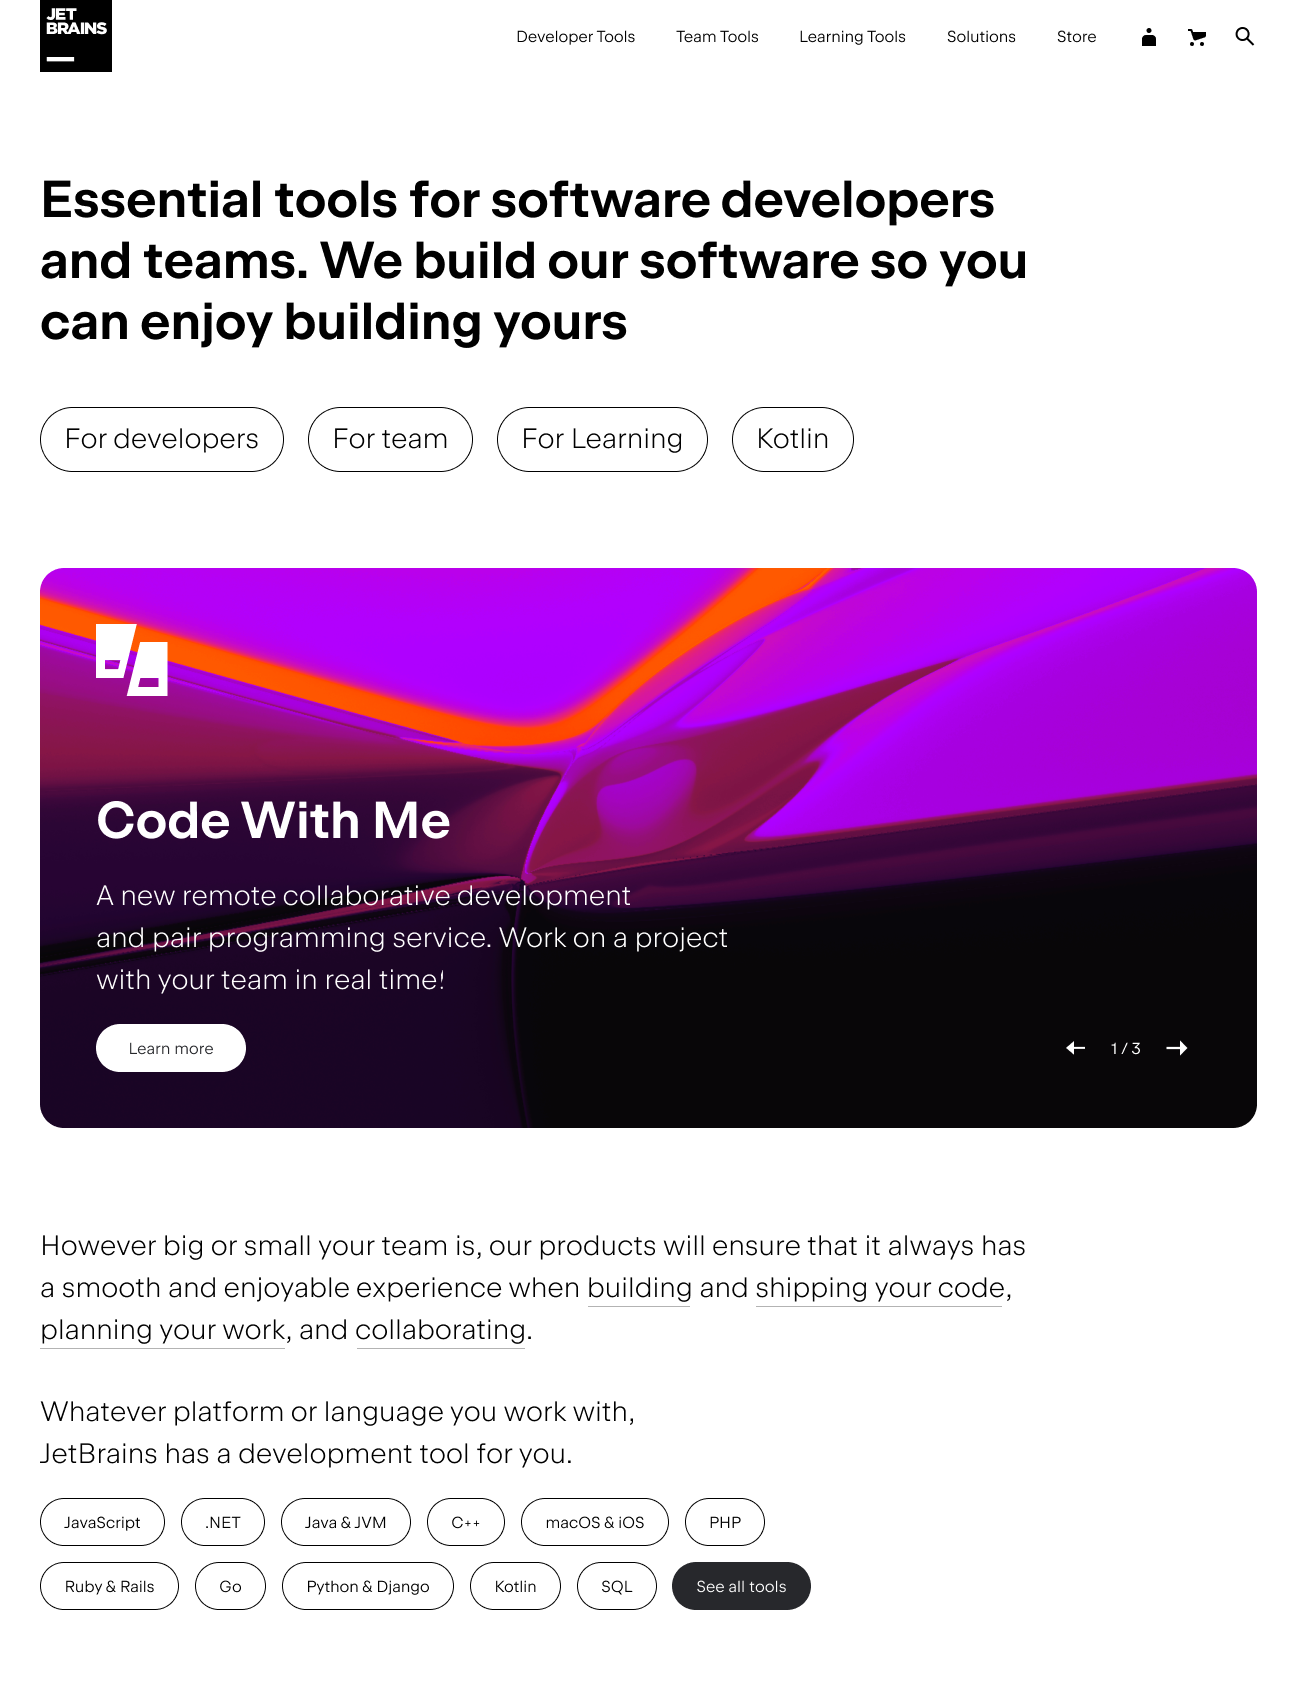 JET
BRAINS
Developer Tools Team Tools Learning Tools Solutions Store
Essential tools for software developers
and teams. We build our software so you
can enjoy building yours
For developers For team For Learning Kotlin
Code With Me
A new remote collaborative development
and pair programming service. Work on a project
with your team in real time!
Learn more
1 / 3
However big or small your team is, our products will ensure that it always has
a smooth and enjoyable experience when building and shipping your code,
planning your work, and collaborating.
Whatever platform or language you work with,
JetBrains has a development tool for you.
JavaScript .NET Java & JVM C++ macOS & iOS PHP
Ruby & Rails Go Python & Django Kotlin SQL See all tools